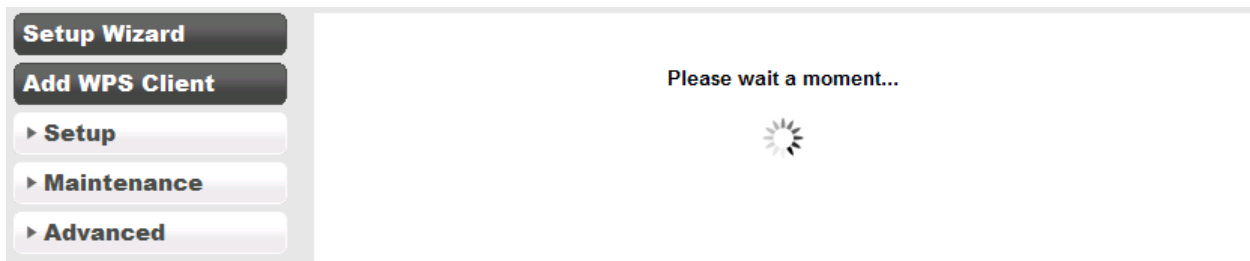 Setup Wizard
Add WPS Client
Setup
Maintenance
Advanced
Please wait a moment...